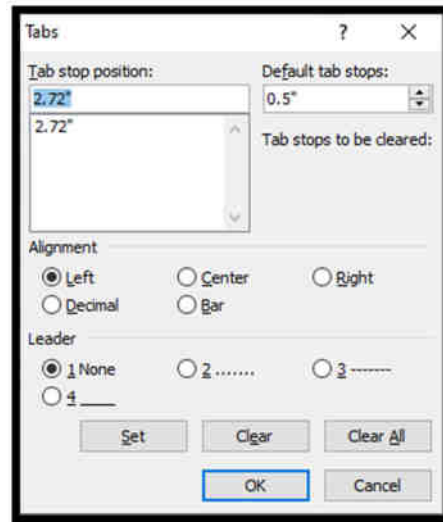 Tabs ? ×
Tab stop position: Default tab stops:
2.72" 0.5"
2.72"
Tab stops to be cleared:
Alignment
Left Center Right
Decimal Bar
Leader
1 None 2 ....... 3 -------
4 ____
Set Clear Clear All
OK Cancel